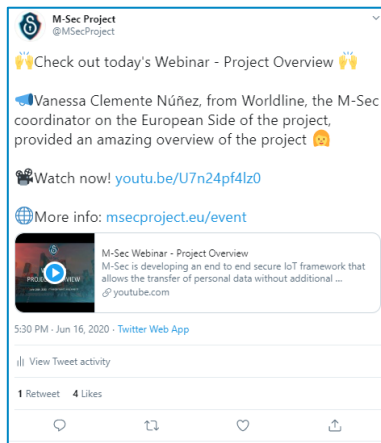 M-Sec Project
@MSecProject
🙌Check out today's Webinar - Project Overview 🙌
📣Vanessa Clemente Núñez, from Worldline, the M-Sec
coordinator on the European Side of the project,
provided an amazing overview of the project 👩
🎥Watch now! youtu.be/U7n24pf4lz0
🌐More info: msecproject.eu/event
M-Sec Webinar - Project Overview
M-Sec is developing an end to end secure IoT framework that
allows the transfer of personal data without additional ...
youtube.com
5:30 PM · Jun 16, 2020 · Twitter Web App
View Tweet activity
1 Retweet 4 Likes